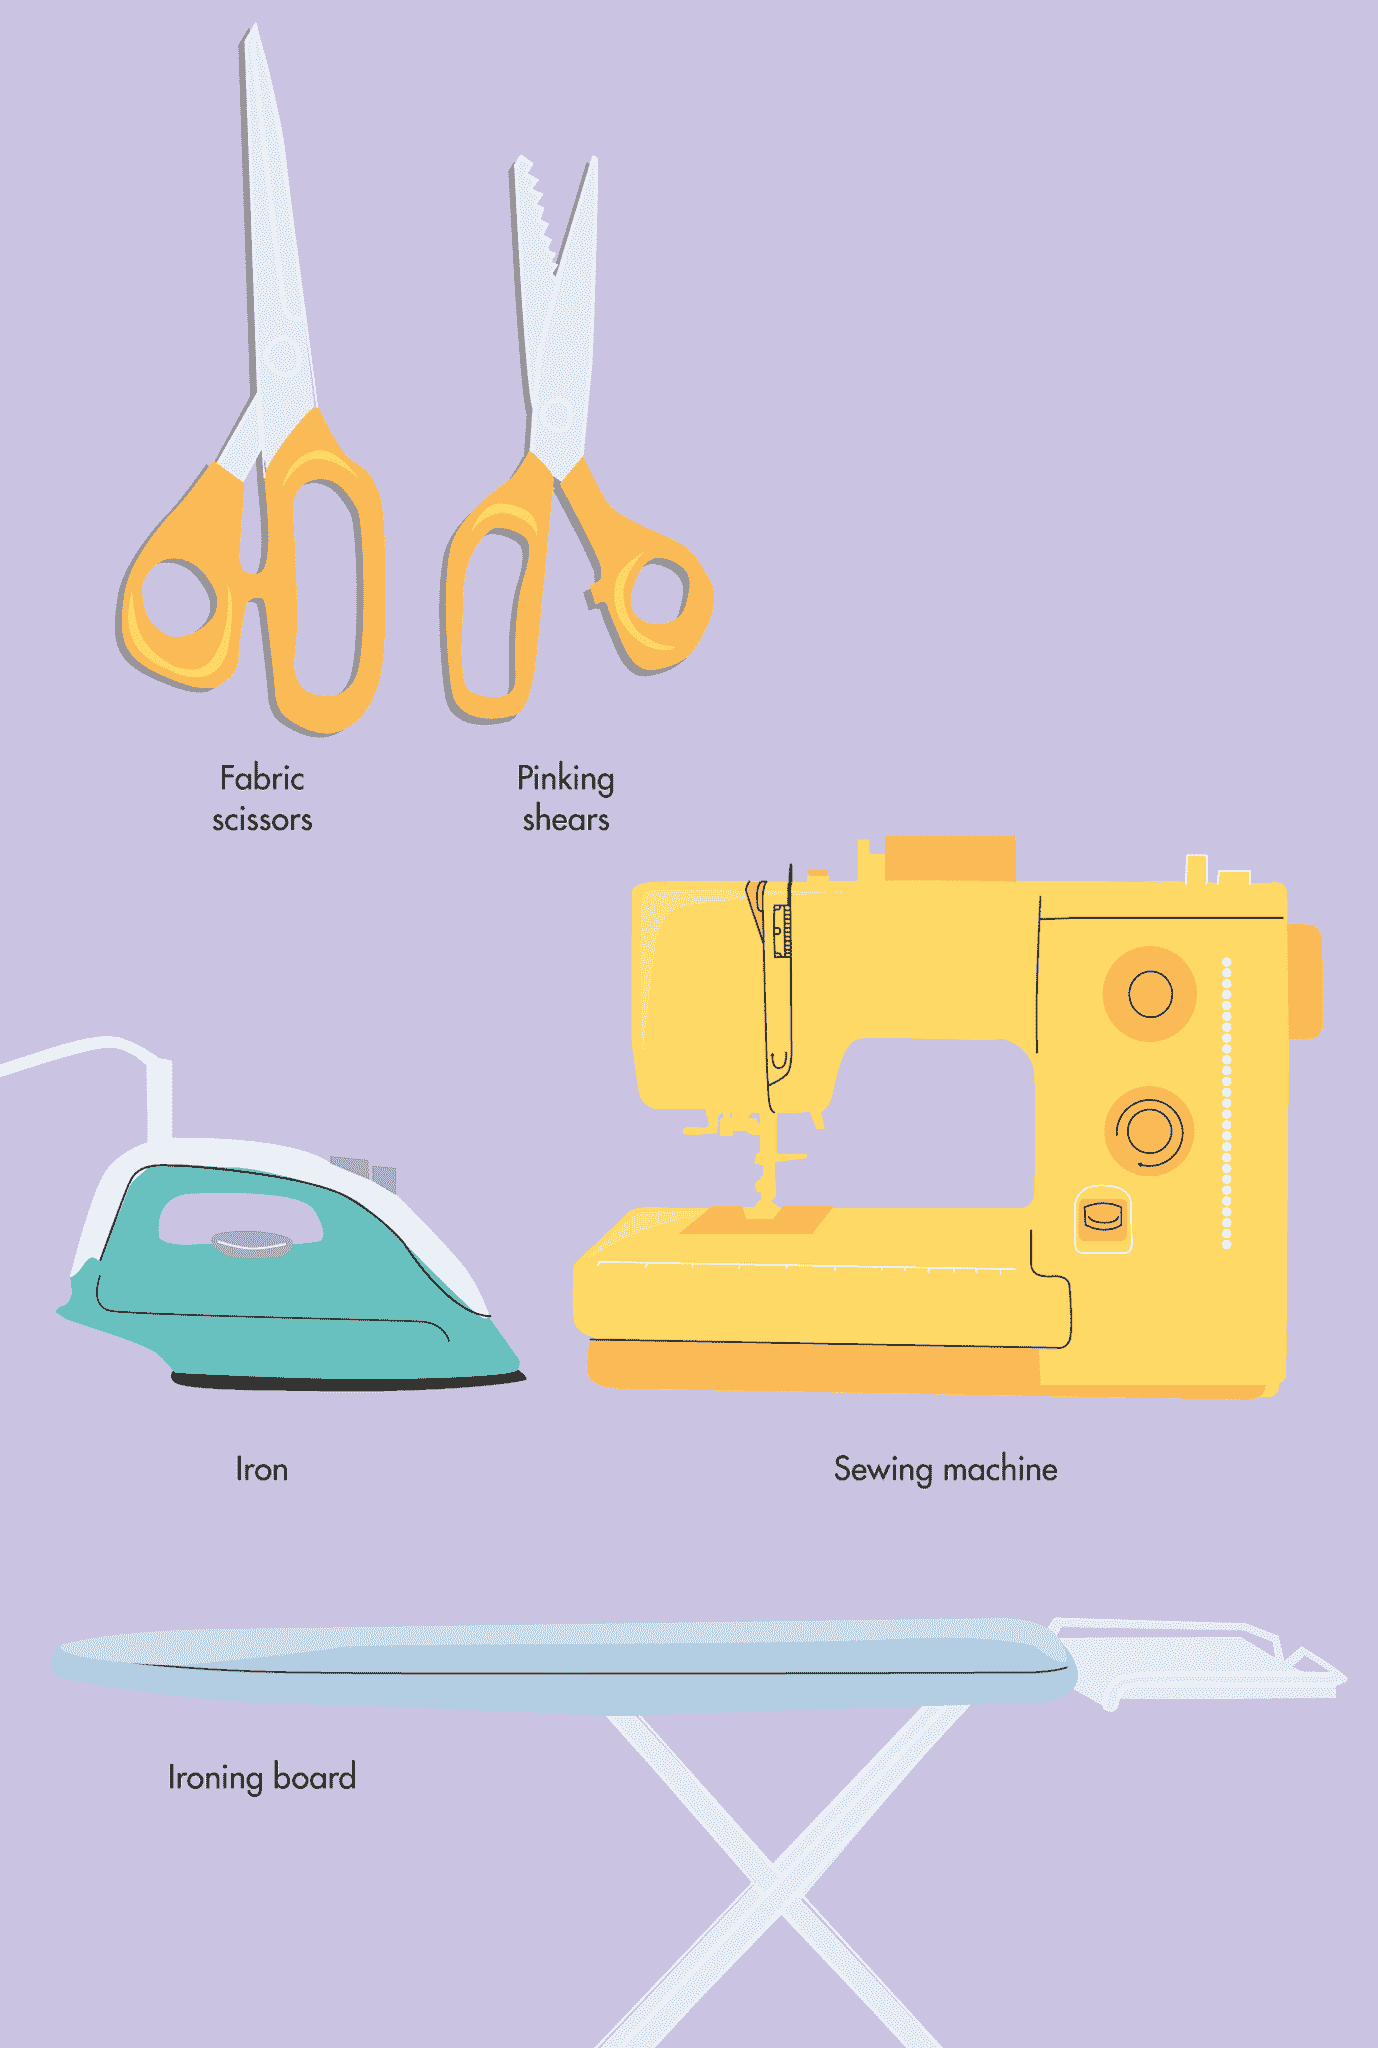 Fabric
scissors
Pinking
shears
Iron
Sewing machine
Ironing board